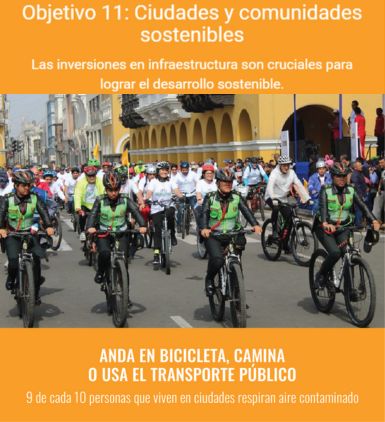 Objetivo 11: Ciudades y comunidades
sostenibles
Las inversiones en infraestructura son cruciales para
lograr el desarrollo sostenible.
ANDA EN BICICLETA, CAMINA
O USA EL TRANSPORTE PÚBLICO
9 de cada 10 personas que viven en ciudades respiran aire contaminado